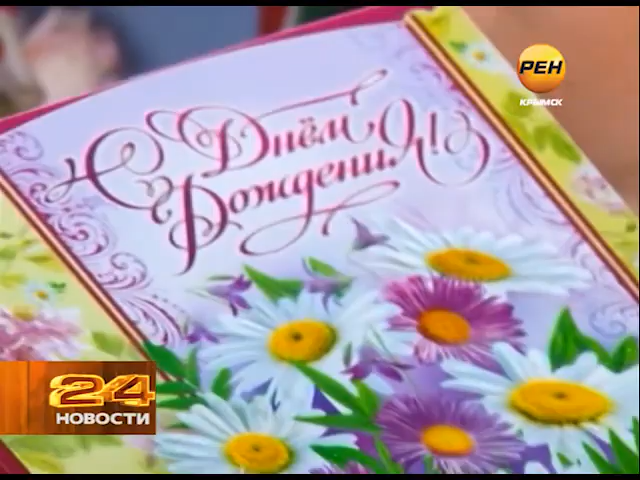 С Днём
Рождения!
РЕН
КРЫМСК
24
НОВОСТИ